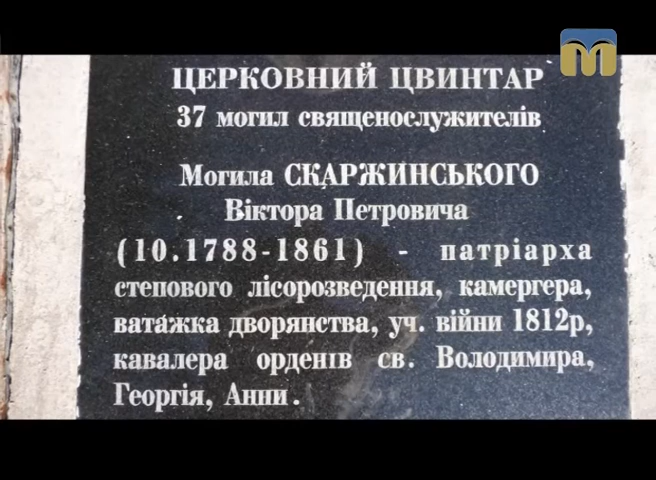 ЦЕРКОВНИЙ ЦВИНТАР
37 могил священослужителів
Могила СКАРЖИНСЬКОГО
Віктора Петровича
(10.1788-1861) - патріарха
степового лісорозведення, камергера,
ватажка дворянства, уч. війни 1812р,
кавалера орденів св. Володимира,
Георгія, Анни.